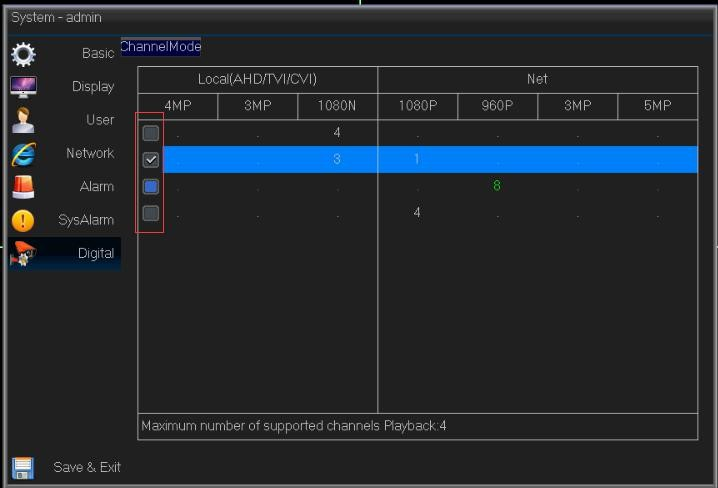 System - admin
Basic
Display
User
Network
Alarm
SysAlarm
Digital
Save & Exit
ChannelMode
Local(AHD/TVI/CVI) Net
4MP 3MP 1080N 1080P 960P 3MP 5MP
. . 4 . . . .
. . 3 1 . . .
. . . . 8 . .
. . . 4 . . .
Maximum number of supported channels Playback:4